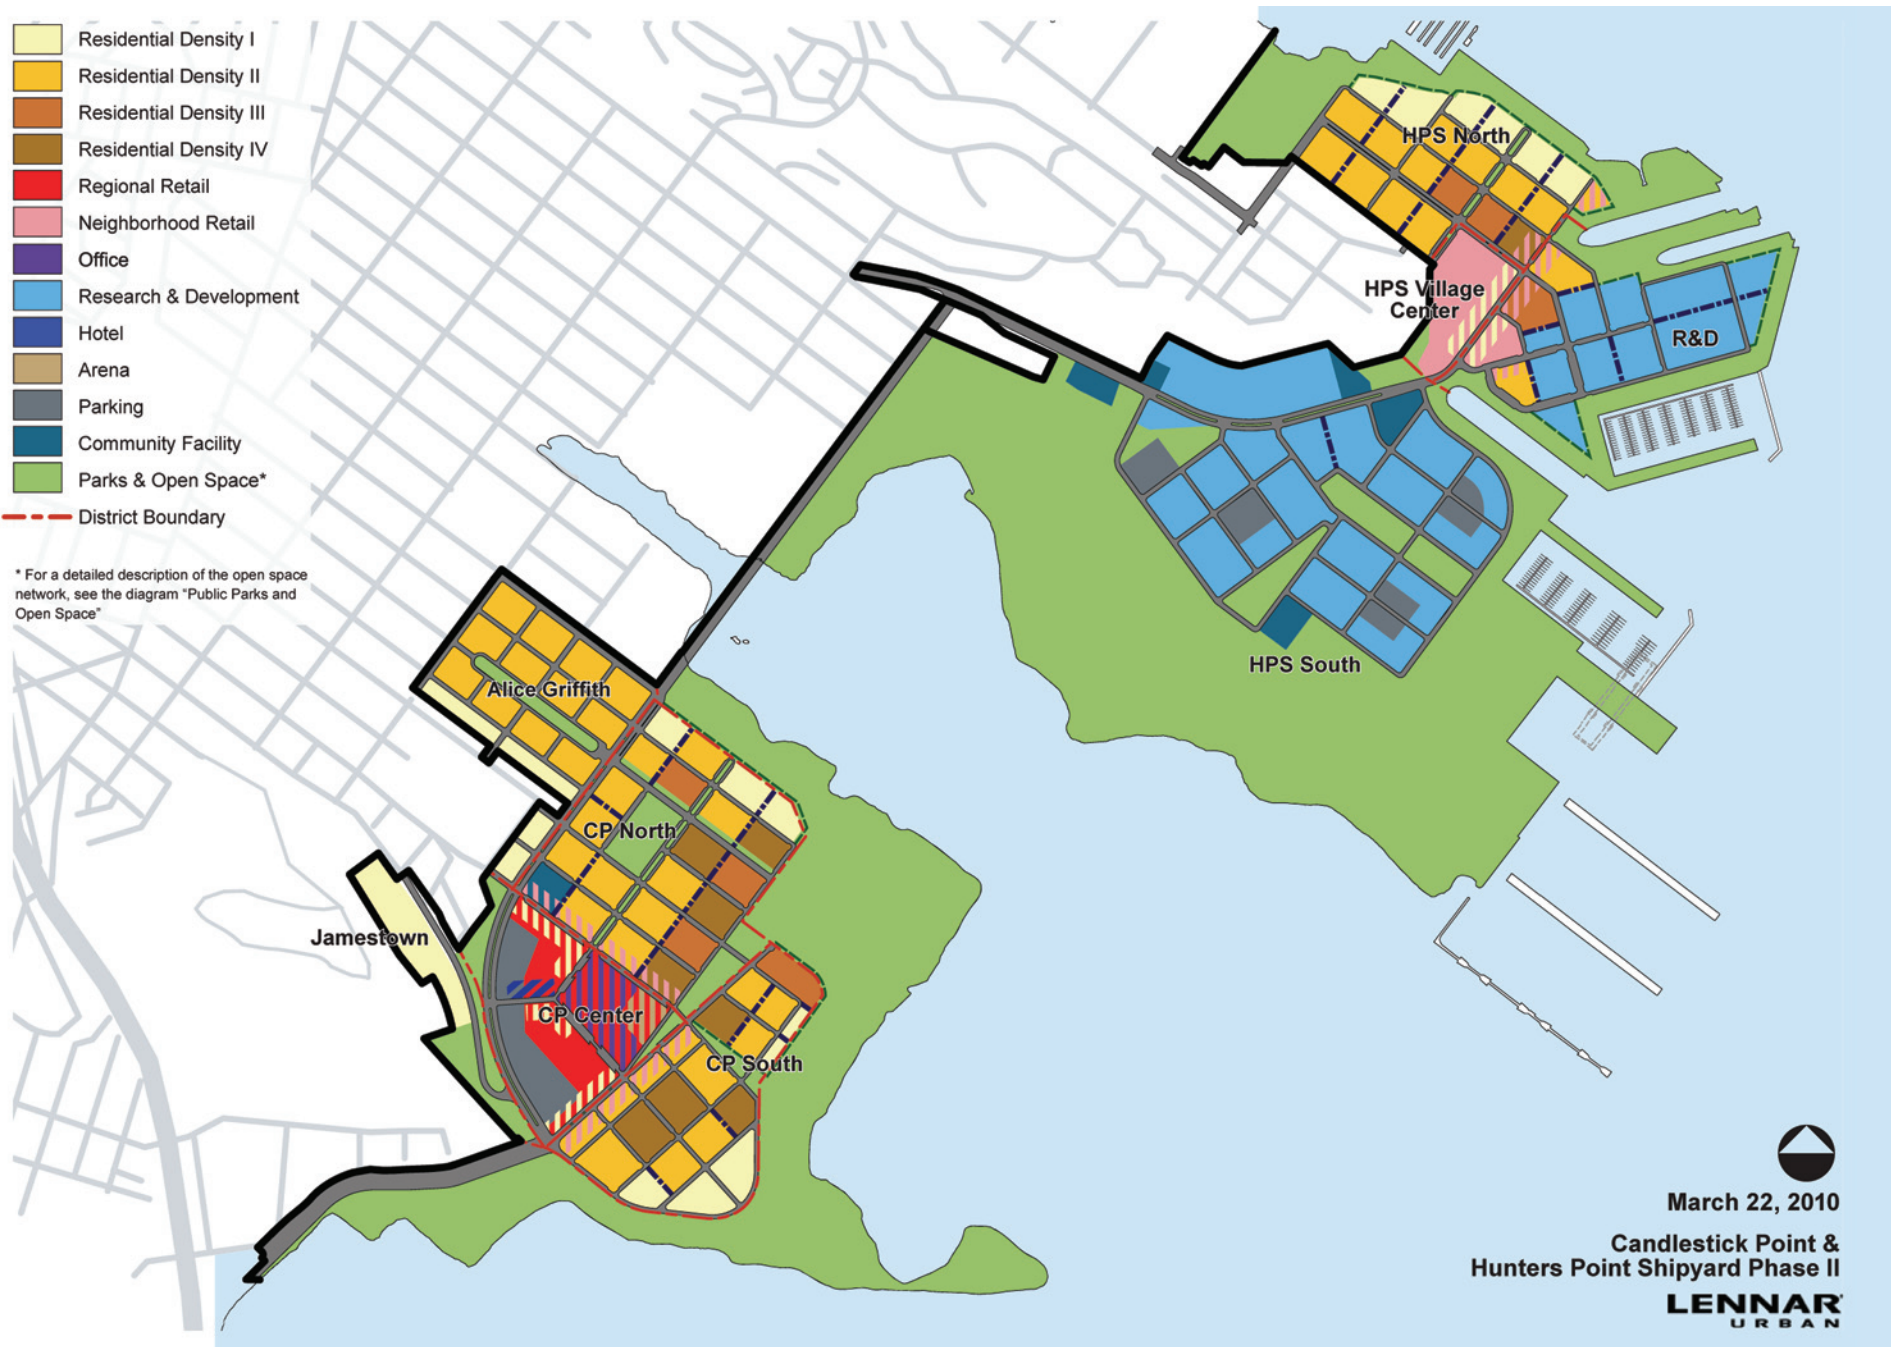 Residential Density I
Residential Density II
Residential Density III
Residential Density IV
Regional Retail
Neighborhood Retail
Office
Research & Development
Hotel
Arena
Parking
Community Facility
Parks & Open Space*
District Boundary
* For a detailed description of the open space
network, see the diagram "Public Parks and
Open Space"
HPS North
HPS Village
Center
R&D
HPS South
Alice Griffith
CP North
Jamestown
CP Center
CP South
March 22, 2010
Candlestick Point &
Hunters Point Shipyard Phase II
LENNAR
URBAN